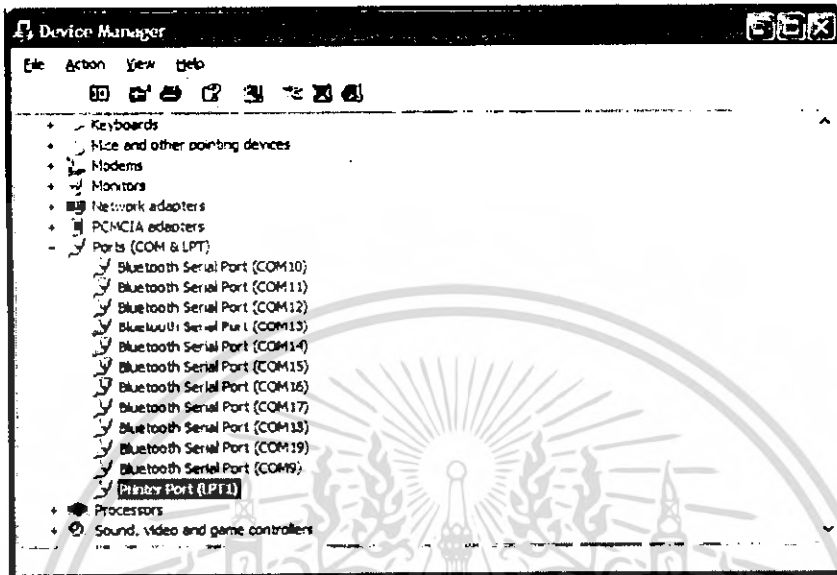 Device Manager
File Action View Help
Keyboards
Mice and other pointing devices
Modems
Monitors
Network adapters
PCMCIA adapters
Ports (COM & LPT)
Bluetooth Serial Port (COM10)
Bluetooth Serial Port (COM11)
Bluetooth Serial Port (COM12)
Bluetooth Serial Port (COM13)
Bluetooth Serial Port (COM14)
Bluetooth Serial Port (COM15)
Bluetooth Serial Port (COM16)
Bluetooth Serial Port (COM17)
Bluetooth Serial Port (COM18)
Bluetooth Serial Port (COM19)
Bluetooth Serial Port (COM9)
Printer Port (LPT1)
Processors
Sound, video and game controllers